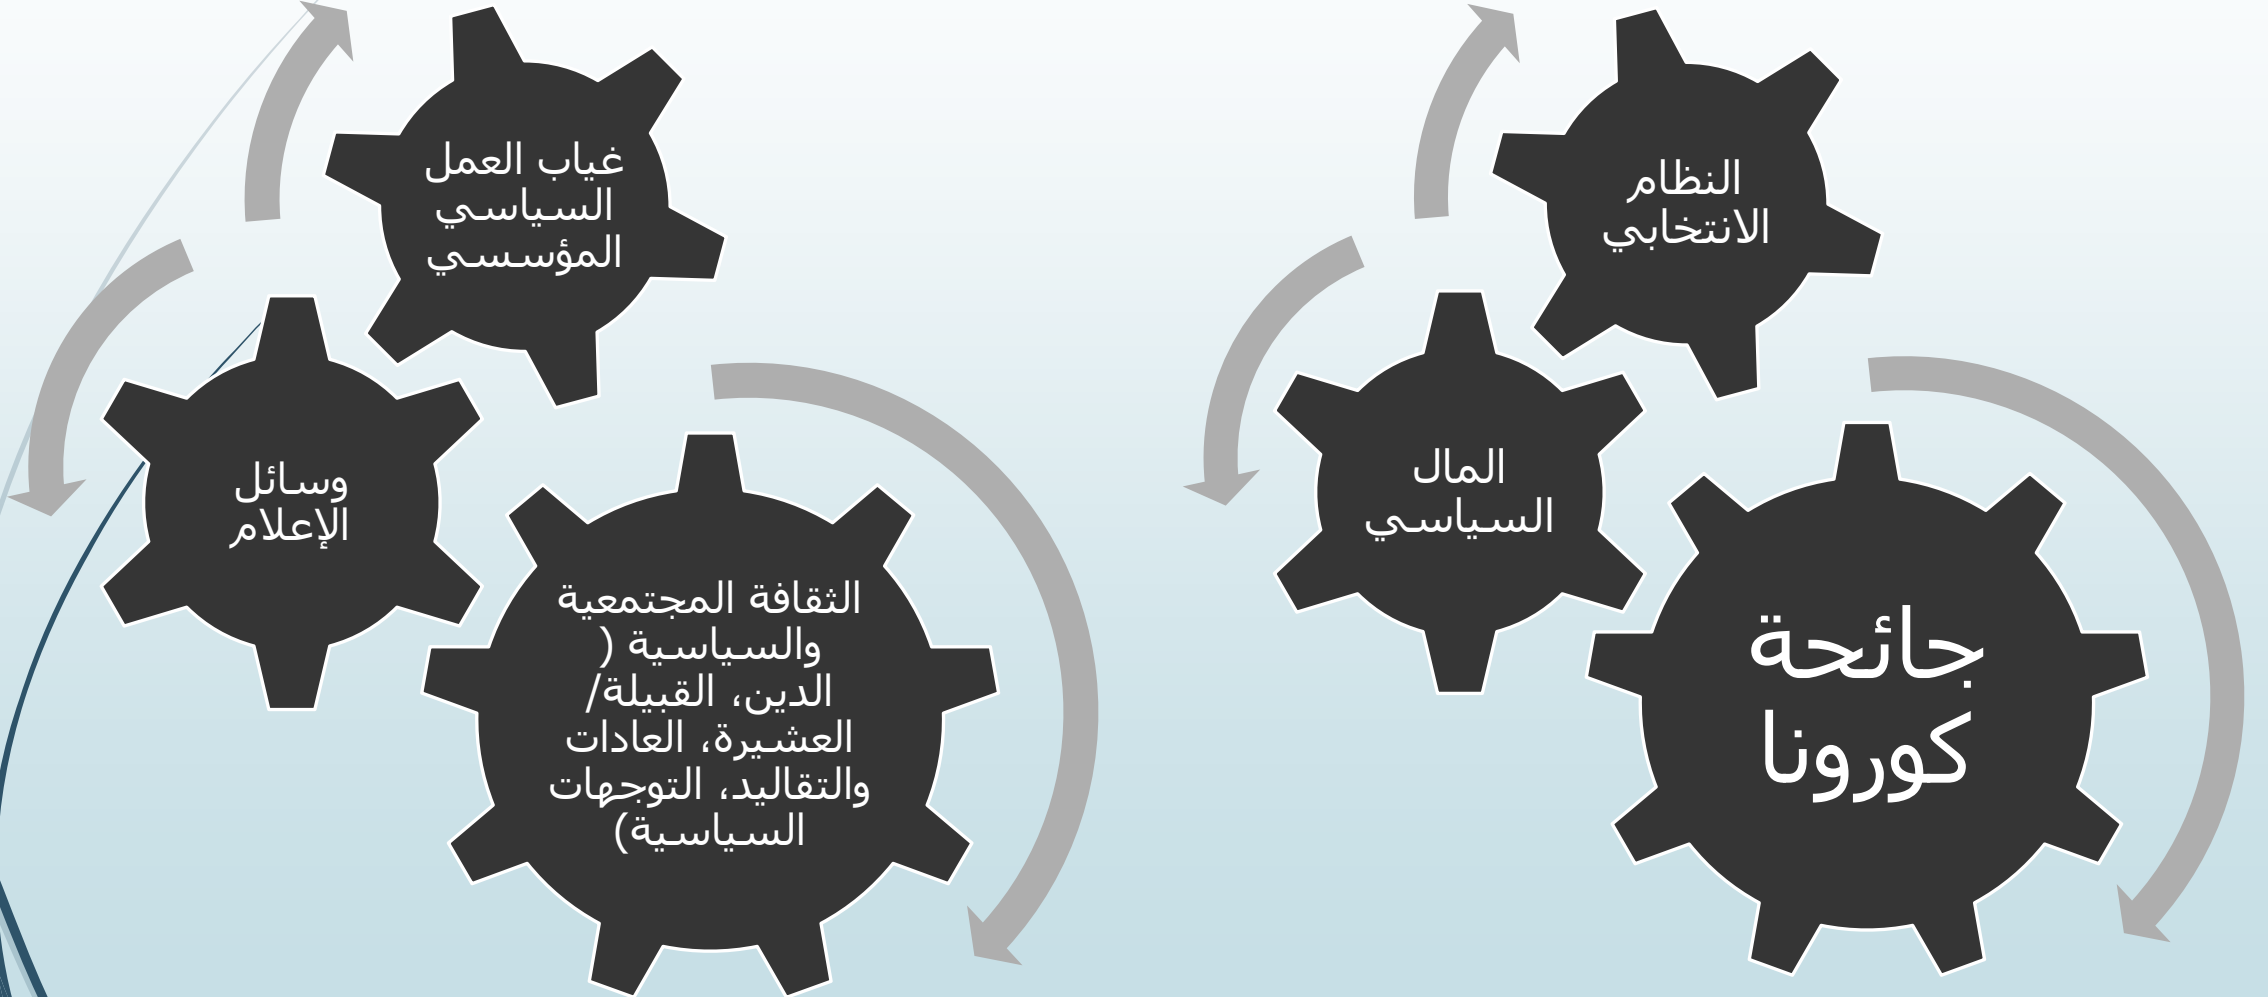 النظام
الانتخابي
المال
السياسي
جائحة
كورونا
غياب العمل
السياسي
المؤسسي
وسائل
الإعلام
الثقافة المجتمعية
والسياسية (
الدين، القبيلة/
العشيرة، العادات
والتقاليد، التوجهات
السياسية)